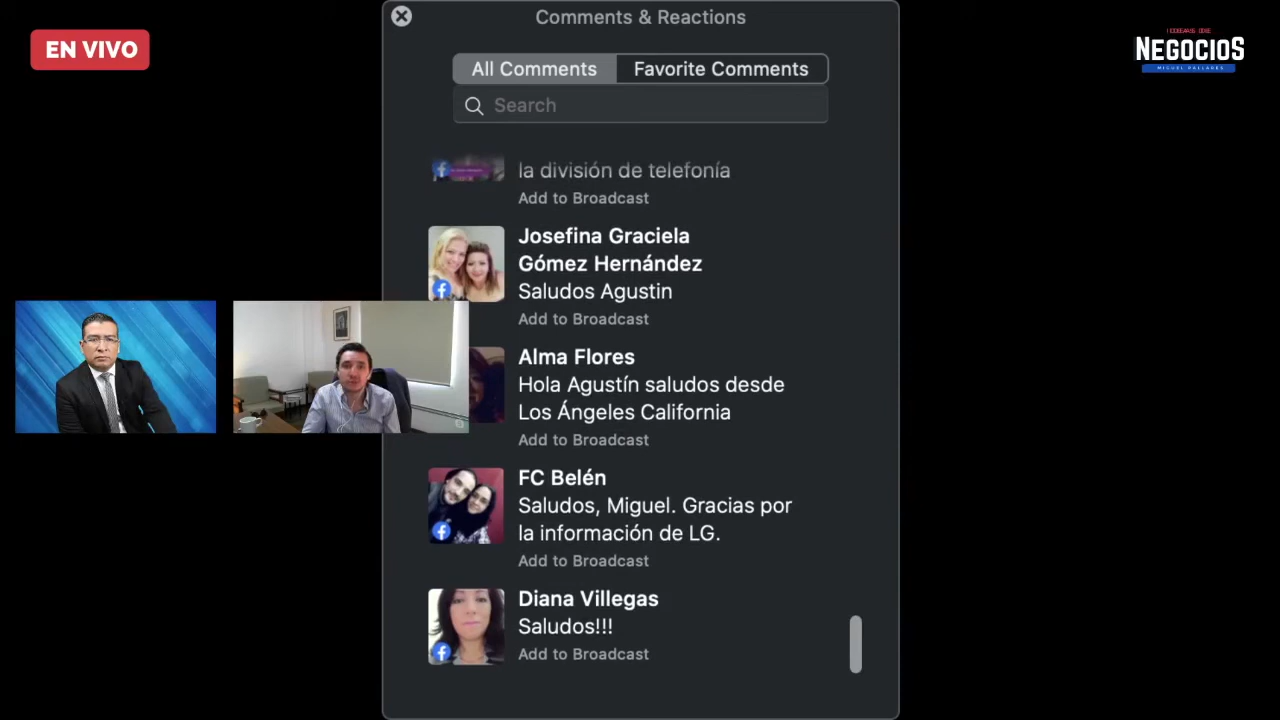 Comments & Reactions
EN VIVO
NEGOCIOS
MIGUEL PALLARES
All Comments
Favorite Comments
Search
la división de telefonía
Add to Broadcast
Josefina Graciela
Gómez Hernández
Saludos Agustin
Add to Broadcast
Alma Flores
Hola Agustín saludos desde
Los Ángeles California
Add to Broadcast
FC Belén
Saludos, Miguel. Gracias por
la información de LG.
Add to Broadcast
Diana Villegas
Saludos!!!
Add to Broadcast